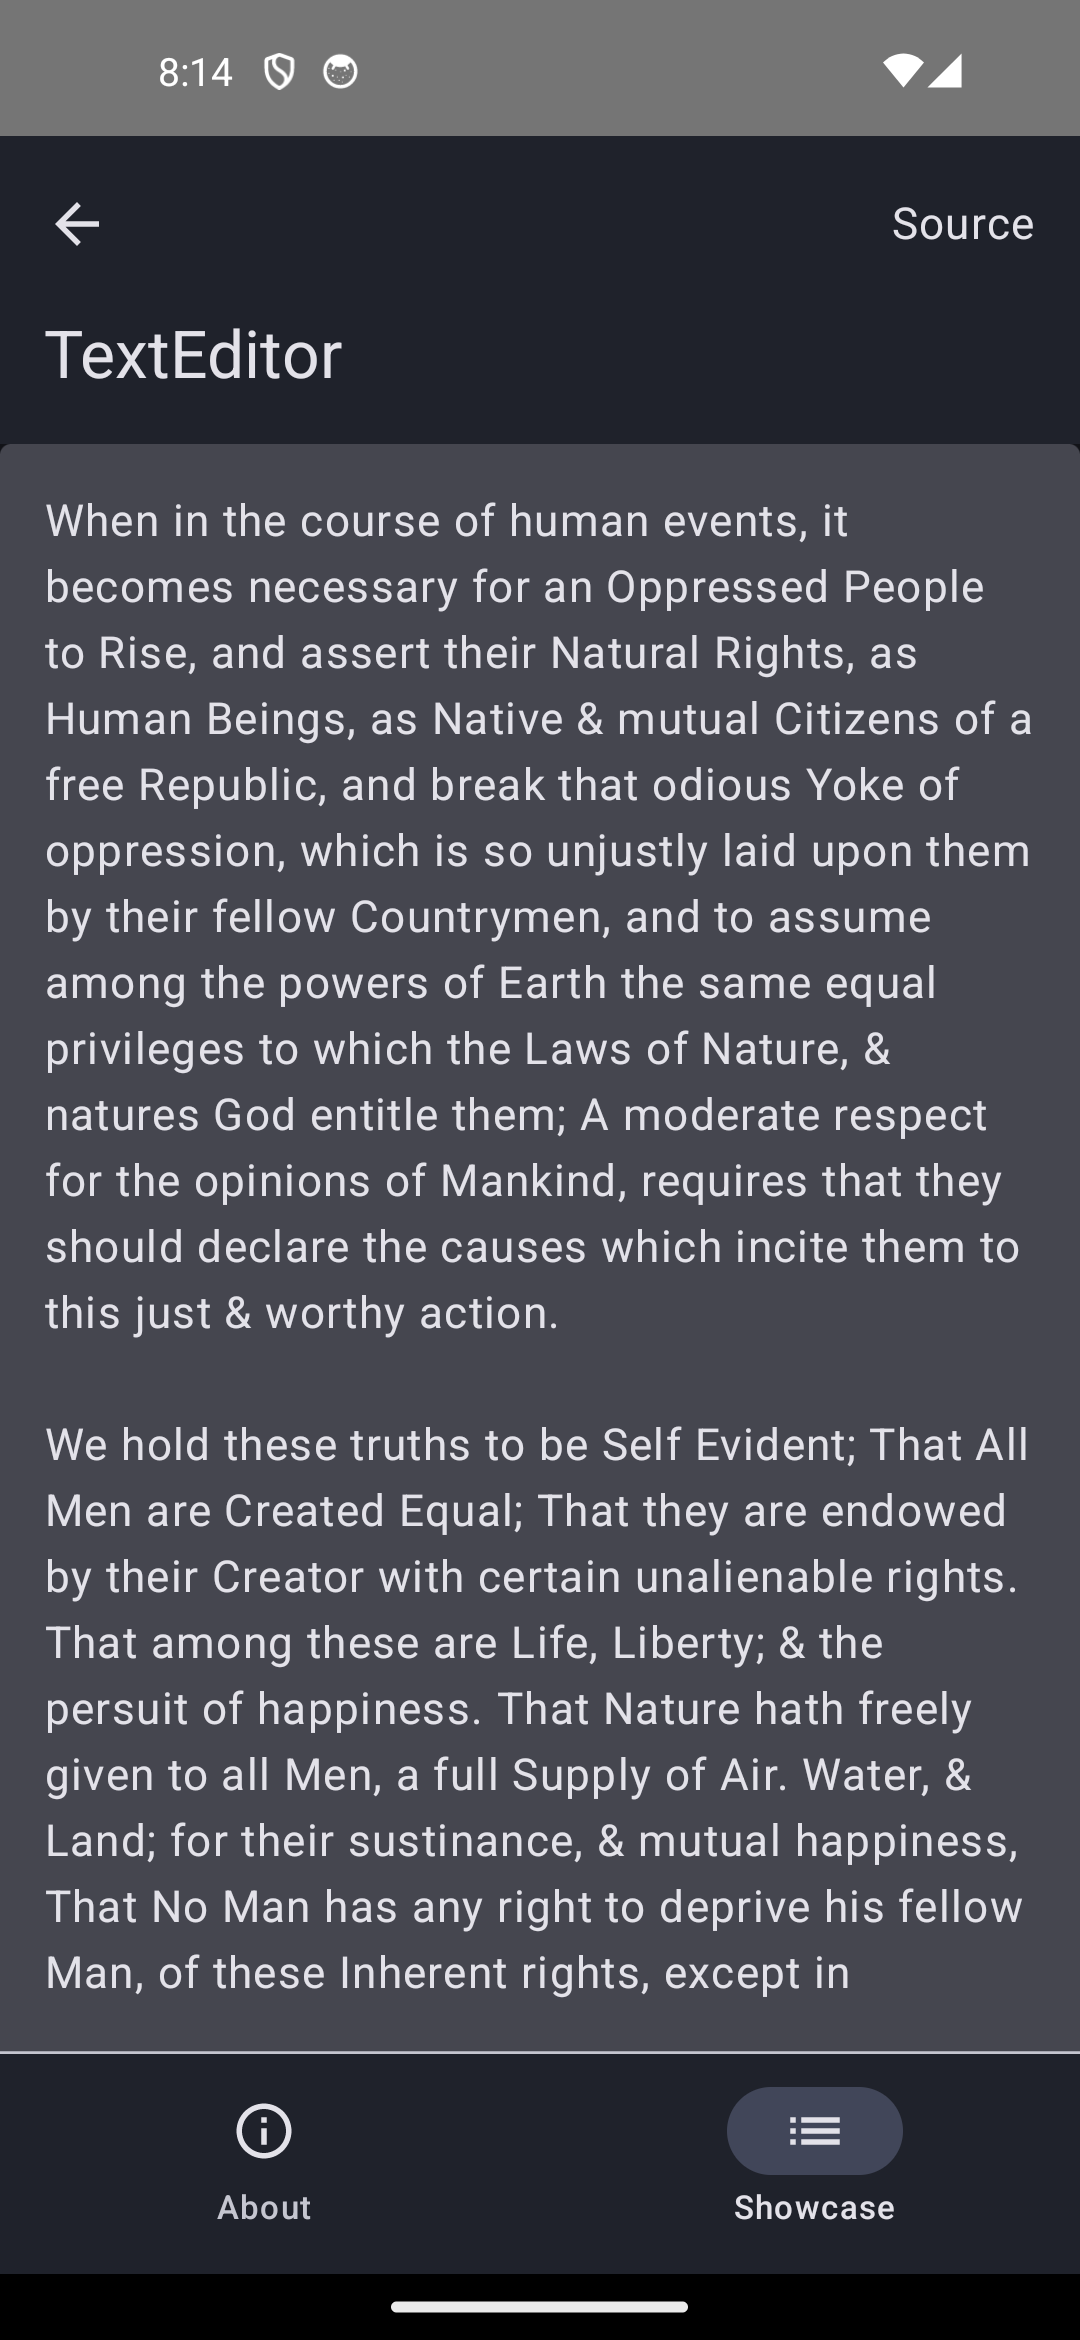 8:14
Source
TextEditor
When in the course of human events, it
becomes necessary for an Oppressed People
to Rise, and assert their Natural Rights, as
Human Beings, as Native & mutual Citizens of a
free Republic, and break that odious Yoke of
oppression, which is so unjustly laid upon them
by their fellow Countrymen, and to assume
among the powers of Earth the same equal
privileges to which the Laws of Nature, &
natures God entitle them; A moderate respect
for the opinions of Mankind, requires that they
should declare the causes which incite them to
this just & worthy action.
We hold these truths to be Self Evident; That All
Men are Created Equal; That they are endowed
by their Creator with certain unalienable rights.
That among these are Life, Liberty; & the
persuit of happiness. That Nature hath freely
given to all Men, a full Supply of Air. Water, &
Land; for their sustinance, & mutual happiness,
That No Man has any right to deprive his fellow
Man, of these Inherent rights, except in
About
Showcase